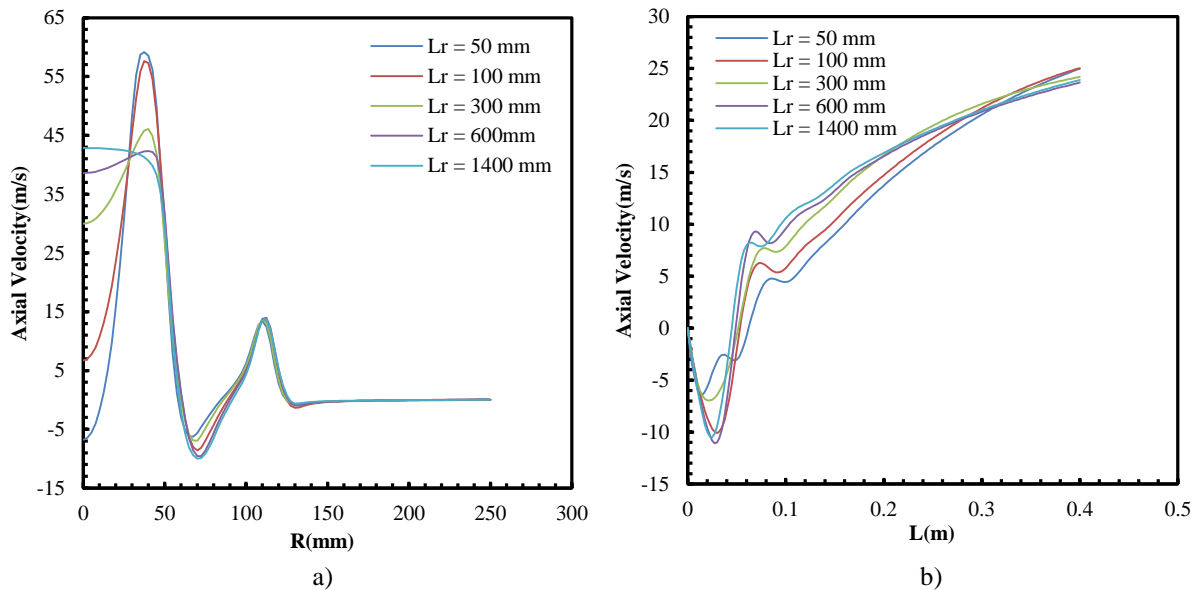 65
55
45
35
25
15
5
-5
-15
Axial Velocity(m/s)
Lr = 50 mm
Lr = 100 mm
Lr = 300 mm
Lr = 600mm
Lr = 1400 mm
0
50
100
150
200
250
300
R(mm)
a)
30
25
20
15
10
5
0
-5
-10
-15
Axial Velocity(m/s)
Lr = 50 mm
Lr = 100 mm
Lr = 300 mm
Lr = 600 mm
Lr = 1400 mm
0
0.1
0.2
0.3
0.4
0.5
L(m)
b)